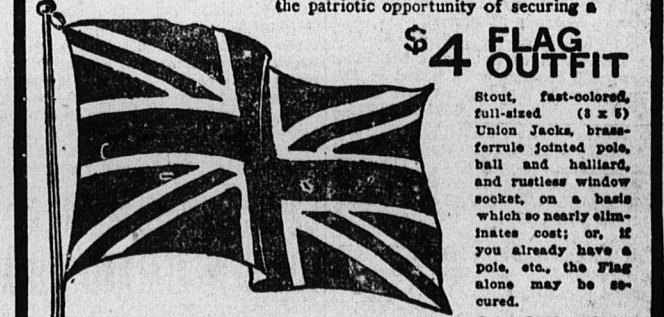 the patriotic opportunity of securing a
$4 FLAG
OUTFIT
Stout, fast-colored,
full-sized (3 x 5)
Union Jacks, brass-
ferrule jointed pole,
ball and halliard,
and rustless window
socket, on a basis
which so nearly elim-
inates cost; or, if
you already have a
pole, etc., the Flag
alone may be se-
cured.